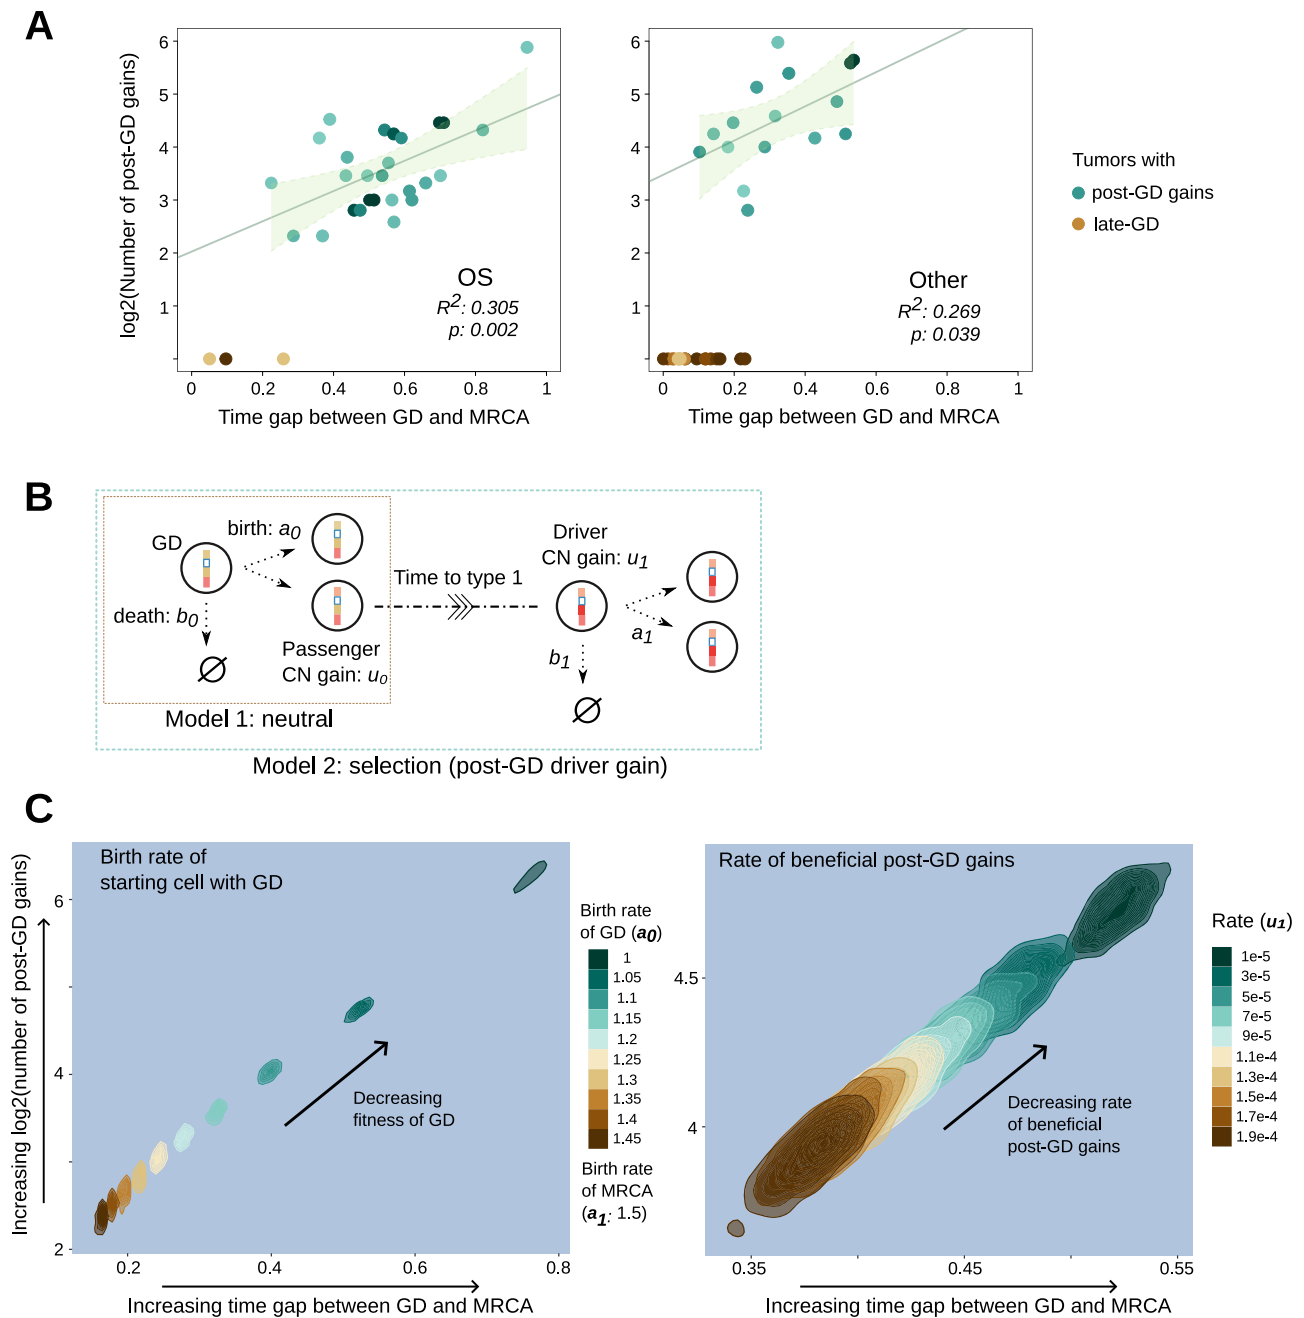 A
log2(Number of post-GD gains)
6
5
4
3
2
1
OS
R2: 0.305
p: 0.002
0
0.2
0.4
0.6
0.8
1
Time gap between GD and MRCA
6
5
4
3
2
1
Other
R2: 0.269
p: 0.039
0
0.2
0.4
0.6
0.8
1
Time gap between GD and MRCA
Tumors with
post-GD gains
late-GD
B
GD
birth: a0
death: b0
Passenger
CN gain: u0
Model 1: neutral
Time to type 1
Driver
CN gain: u1
a1
b1
Model 2: selection (post-GD driver gain)
C
Increasing log2(number of post-GD gains)
Birth rate of
starting cell with GD
6
4
2
Decreasing
fitness of GD
0.2
0.4
0.6
0.8
Increasing time gap between GD and MRCA
Birth rate
of GD (a0)
1
1.05
1.1
1.15
1.2
1.25
1.3
1.35
1.4
1.45
Birth rate
of MRCA
(a1: 1.5)
Rate of beneficial post-GD gains
4.5
4
Decreasing rate
of beneficial
post-GD gains
0.35
0.45
0.55
Increasing time gap between GD and MRCA
Rate (u1)
1e-5
3e-5
5e-5
7e-5
9e-5
1.1e-4
1.3e-4
1.5e-4
1.7e-4
1.9e-4